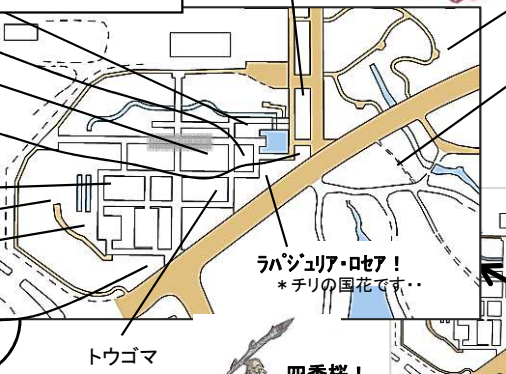 ﾗﾊﾟｼﾞｭﾘｱ・ﾛｾｱ！
＊チリの国花です‥
トウゴマ
四季桜！